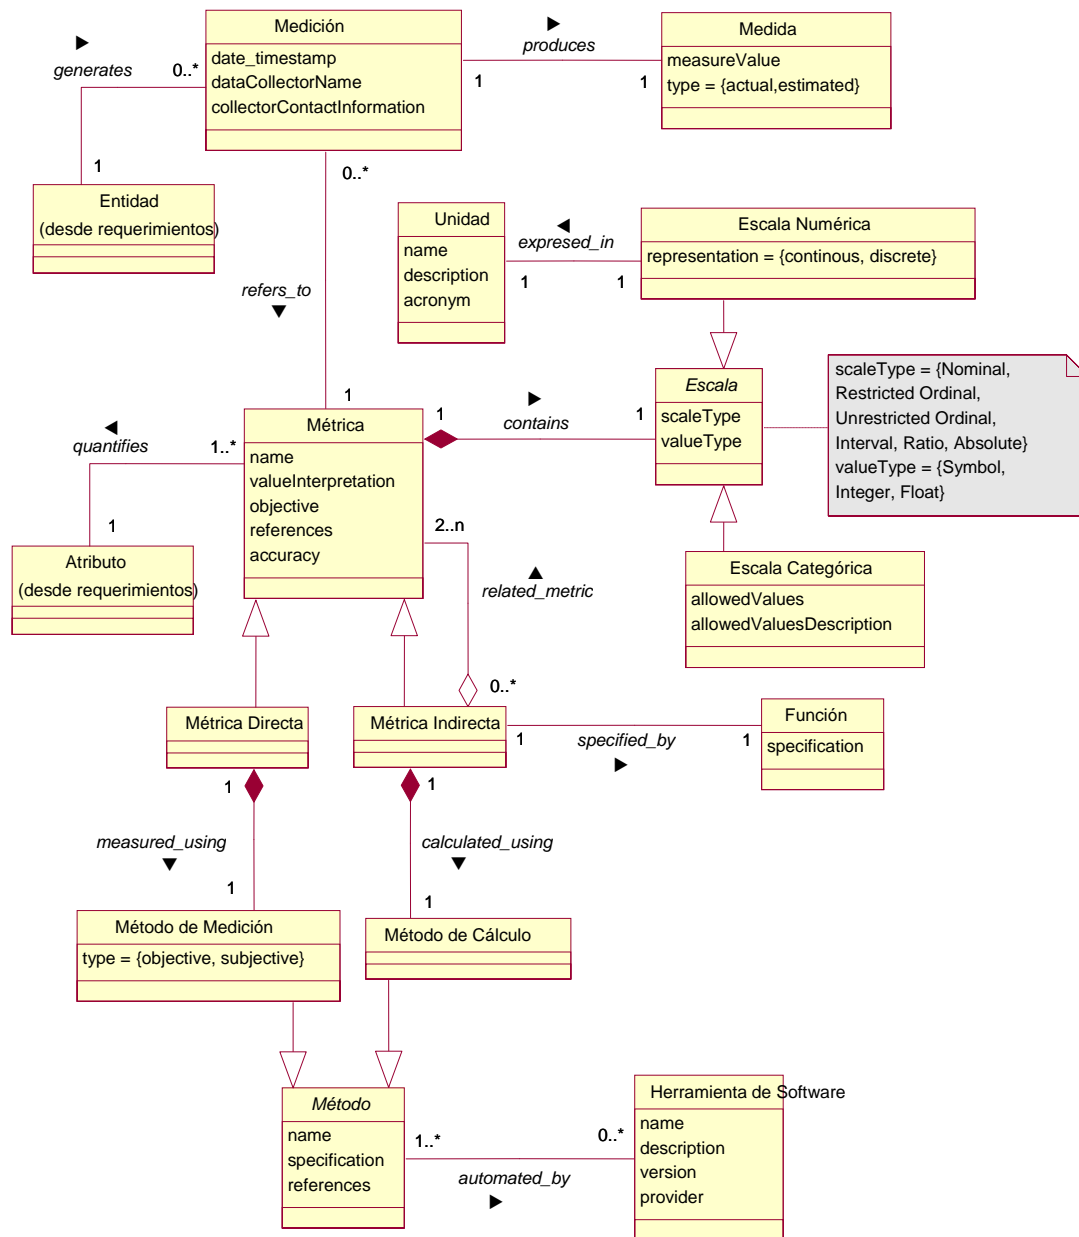 Medición
date_timestamp
dataCollectorName
collectorContactInformation
generates
0..*
1
produces
1
1
Medida
measureValue
type = {actual,estimated}
Entidad
(desde requerimientos)
0..*
refers_to
1
Unidad
name
description
acronym
expresed_in
1
1
Escala Numérica
representation = {continous, discrete}
Escala
scaleType
valueType
scaleType = {Nominal,
Restricted Ordinal,
Unrestricted Ordinal,
Interval, Ratio, Absolute}
valueType = {Symbol,
Integer, Float}
Métrica
name
valueInterpretation
objective
references
accuracy
1
contains
1
quantifies
1..*
1
Atributo
(desde requerimientos)
2..n
related_metric
0..*
Escala Categórica
allowedValues
allowedValuesDescription
Métrica Directa
Métrica Indirecta
1
specified_by
1
Función
specification
1
measured_using
1
1
calculated_using
1
Método de Medición
type = {objective, subjective}
Método de Cálculo
Método
name
specification
references
1..*
automated_by
0..*
Herramienta de Software
name
description
version
provider